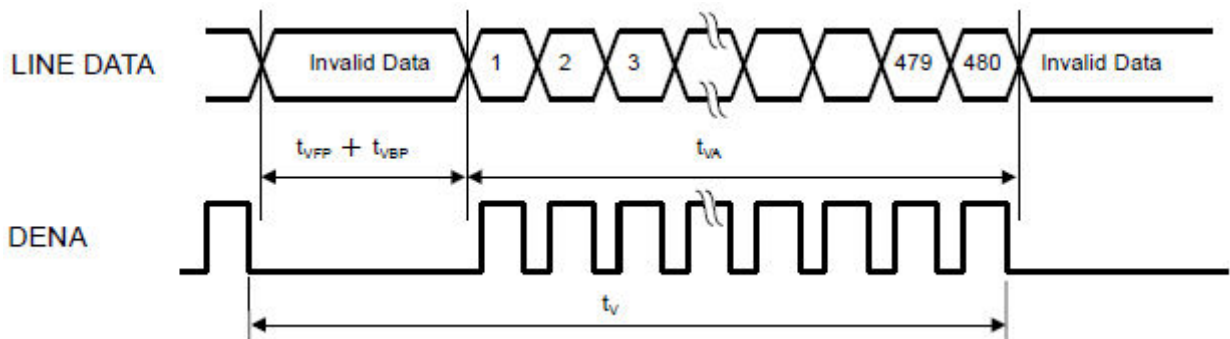 LINE DATA
Invalid Data 1 2 3 479 480 Invalid Data
tVFP + tVBP tVA
DENA
tV